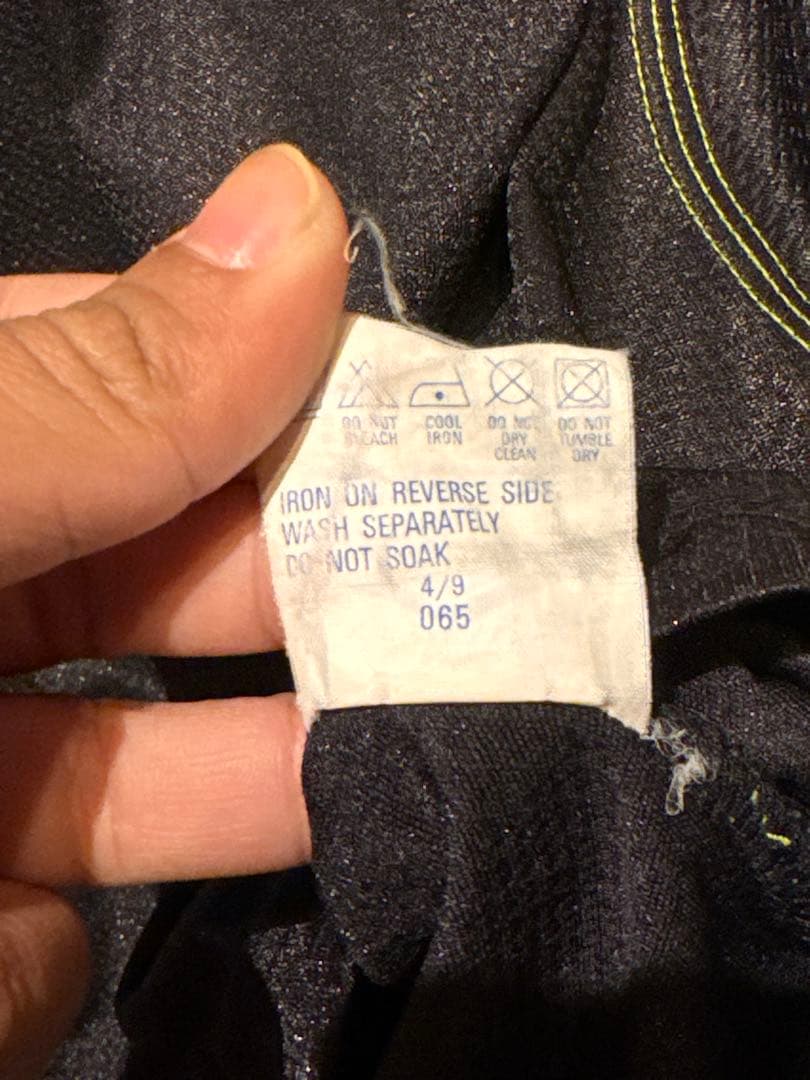 DO NOT BLEACH
COOL IRON
DO NOT DRY CLEAN
DO NOT TUMBLE DRY
IRON ON REVERSE SIDE
WASH SEPARATELY
DO NOT SOAK
4/9
065